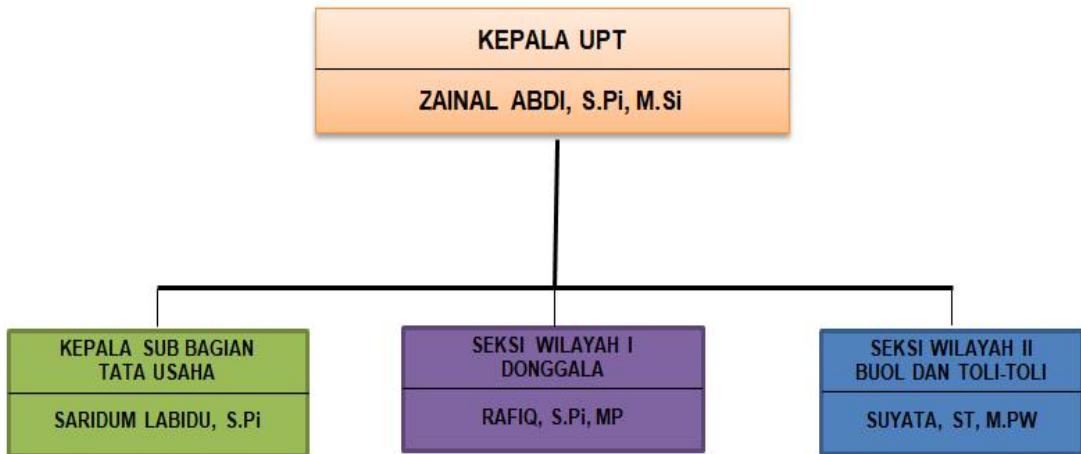 KEPALA UPT
ZAINAL ABDI, S.Pi, M.Si
KEPALA SUB BAGIAN
TATA USAHA
SARIDUM LABIDU, S.Pi
SEKSI WILAYAH I
DONGGALA
RAFIQ, S.Pi, MP
SEKSI WILAYAH II
BUOL DAN TOLI-TOLI
SUYATA, ST, M.PW